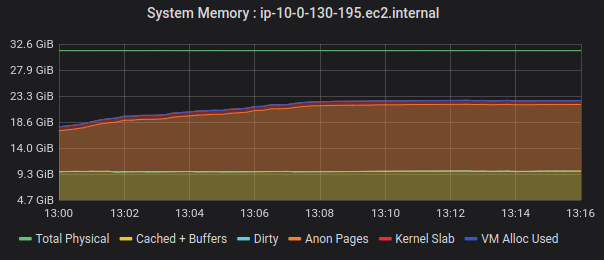 System Memory : ip-10-0-130-195.ec2.internal
32.6 GiB
27.9 GiB
23.3 GiB
18.6 GiB
14.0 GiB
9.3 GiB
4.7 GiB
13:00 13:02 13:04 13:06 13:08 13:10 13:12 13:14 13:16
Total Physical Cached + Buffers Dirty Anon Pages Kernel Slab VM Alloc Used